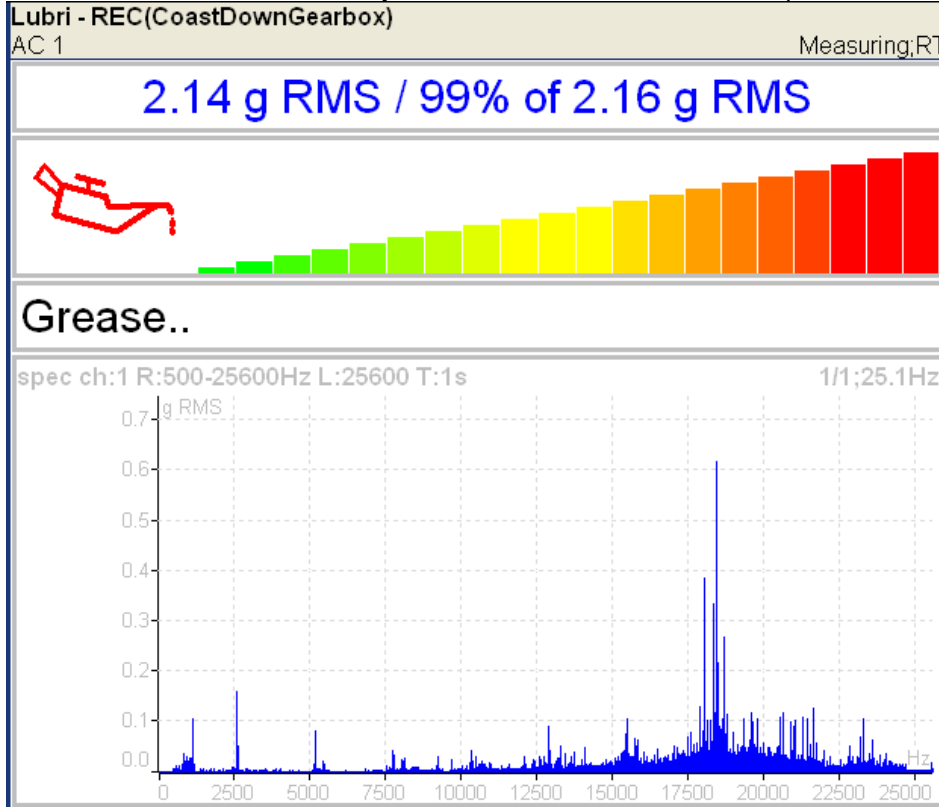 Lubri - REC(CoastDownGearbox)
AC 1 Measuring;RT
2.14 g RMS / 99% of 2.16 g RMS
Grease..
spec ch:1 R:500-25600Hz L:25600 T:1s 1/1;25.1Hz
g RMS
0.7
0.6
0.5
0.4
0.3
0.2
0.1
0.0
Hz
0 2500 5000 7500 10000 12500 15000 17500 20000 22500 25000